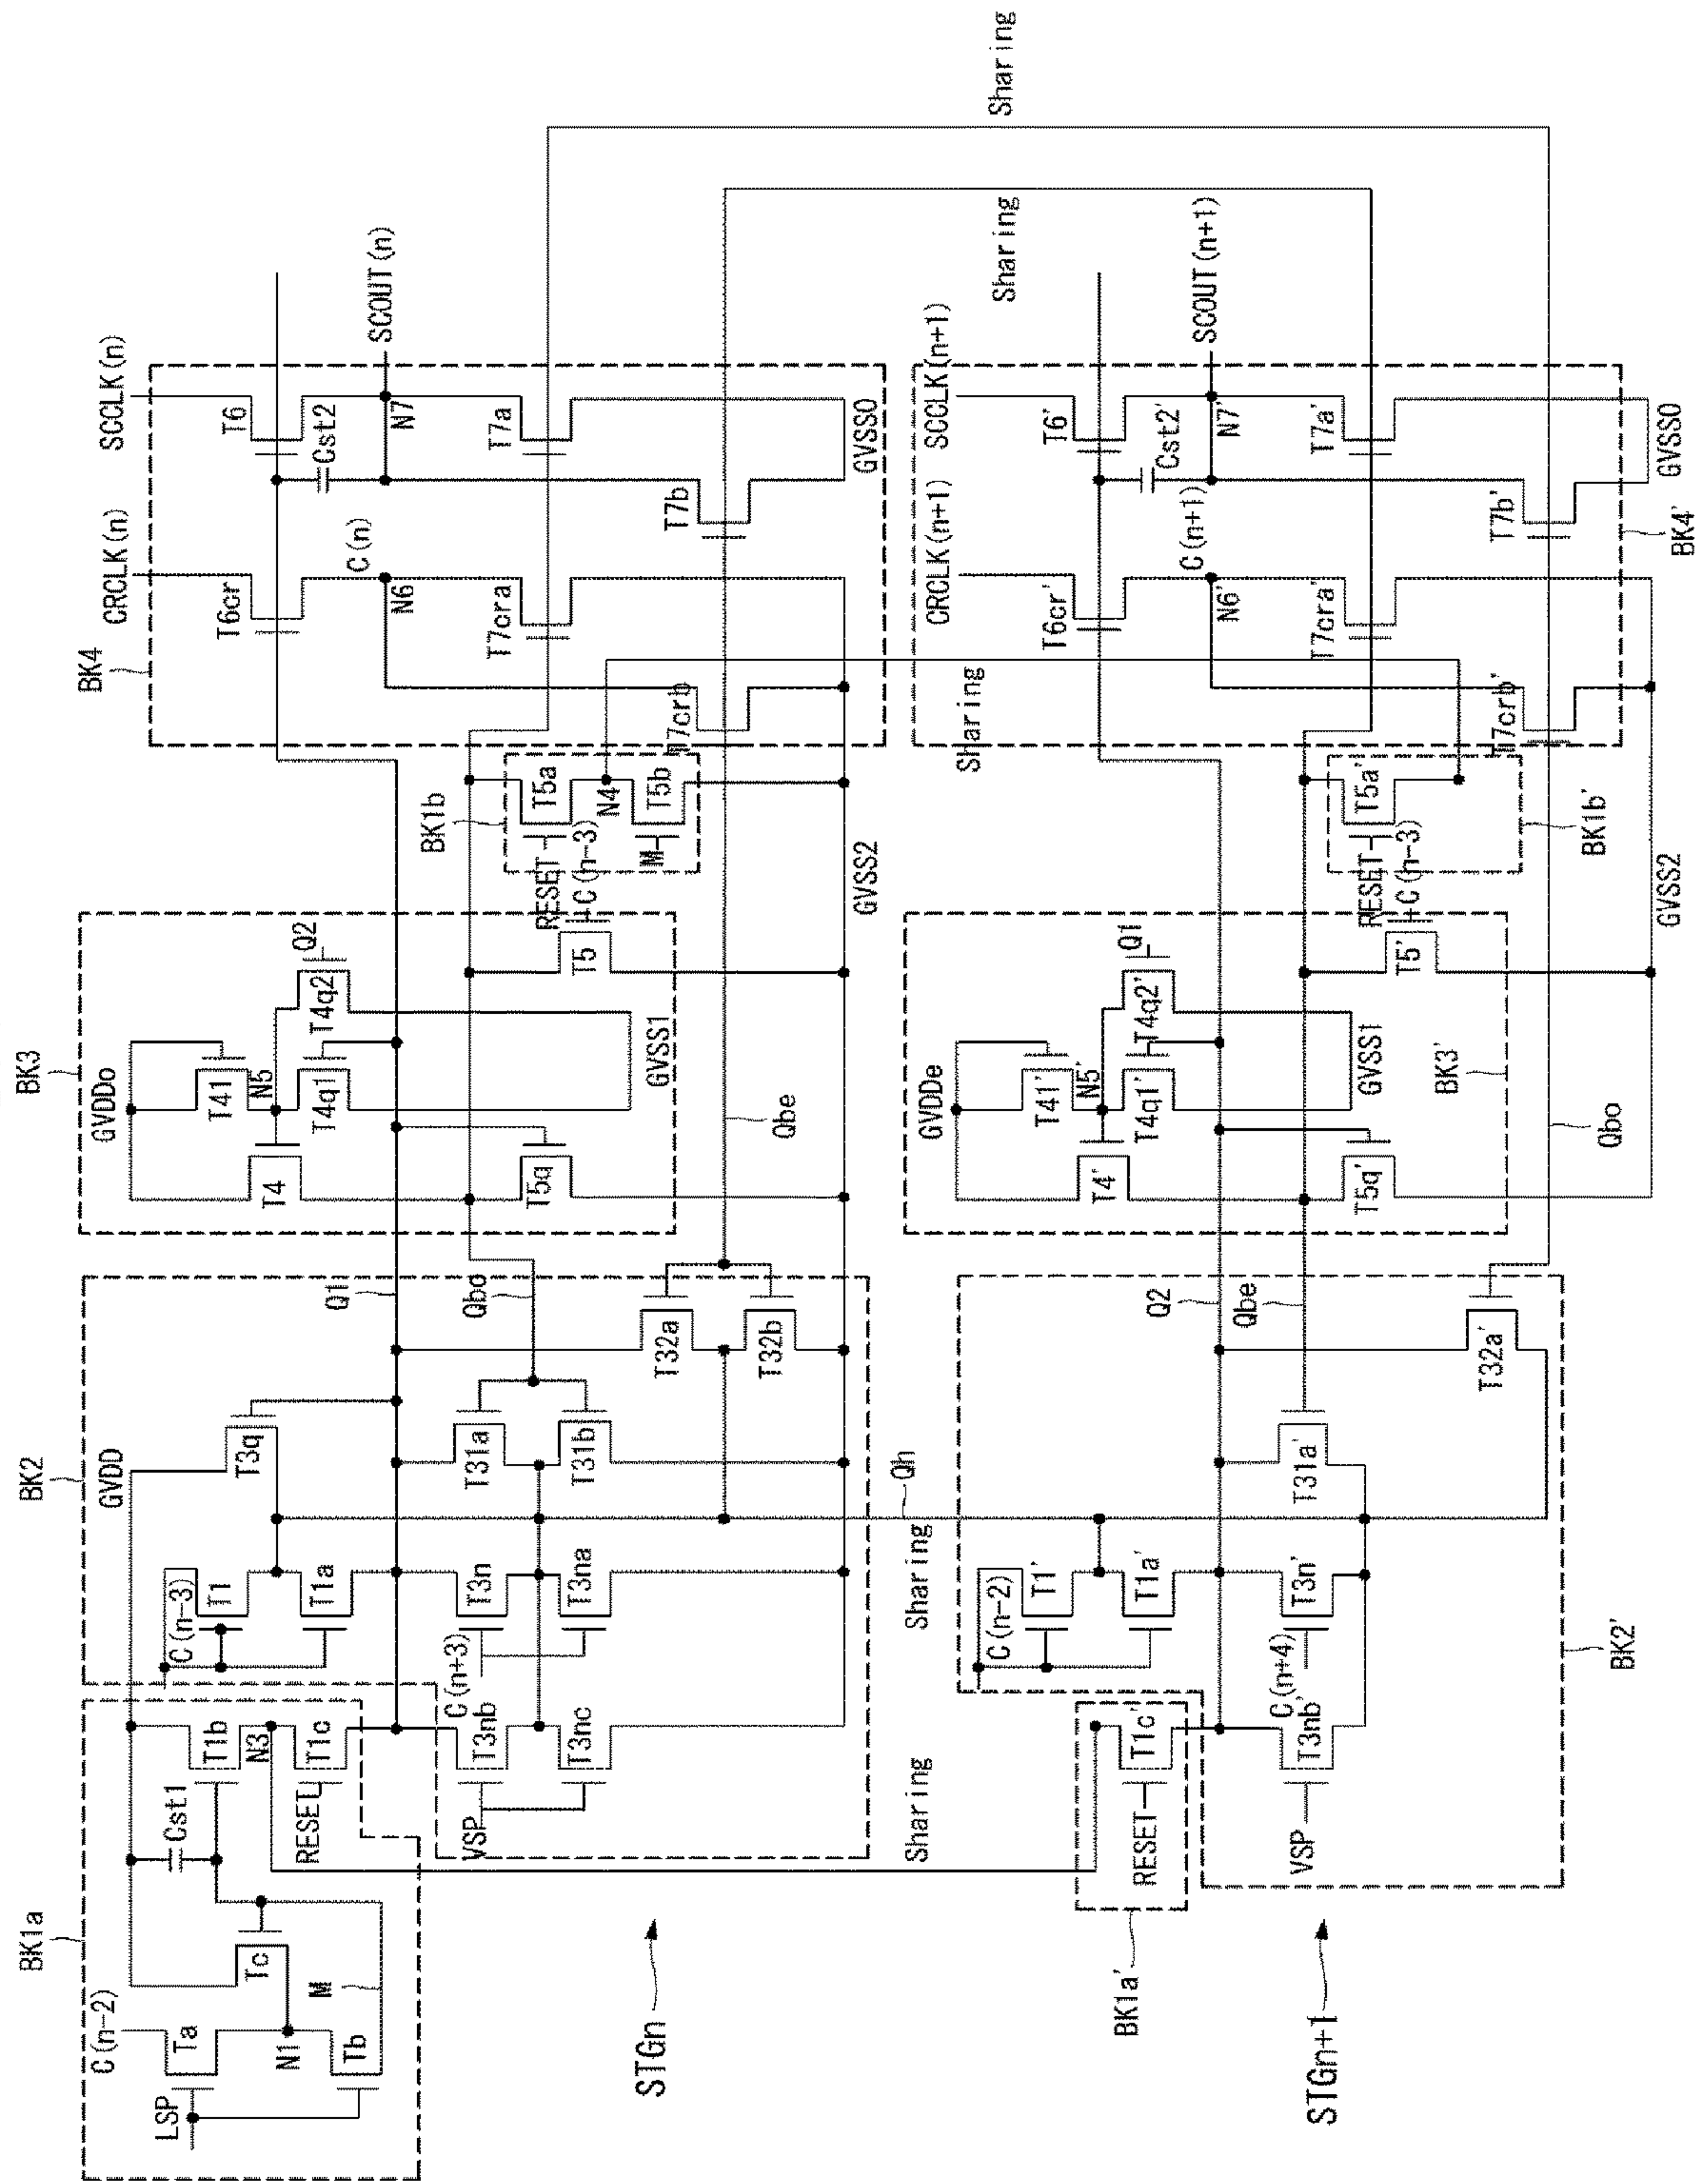 BK1a
C(n-2)
LSP
Ta
N1
Tb
Tc
M
Cst1
T1b
N3
T1c
RESET
BK2
GVDD
C(n-3)
T1
T1a
T3q
Q1
C(n+3)
T3n
T3na
VSP
T3nb
T3nc
T31a
T31b
Qbo
T32a
T32b
BK3
GVDDo
T41
N5
T4
T4q1
T4q2
Q2
GVSS1
T5q
T5
C(n-3)
Qbe
BK1b
T5a
N4
T5b
RESET
M
GVSS2
BK4
CRCLK(n)
SCCLK(n)
T6cr
T6
Cst2
C(n)
N6
N7
SCOUT(n)
T7cra
T7a
T7crb
T7b
GVSS0
STGn
Sharing
Sharing
Qh
Sharing
Sharing
Sharing
BK1a'
RESET
T1c'
BK2'
C(n-2)
T1'
T1a'
Q2
Qbe
C(n+4)
T3n'
VSP
T3nb'
T31a'
T32a'
BK3'
GVDDe
T41'
N5'
T4'
T4q1'
T4q2'
Q1
GVSS1
T5q'
T5'
C(n-3)
Qbo
BK1b'
T5a'
RESET
GVSS2
BK4'
CRCLK(n+1)
SCCLK(n+1)
T6cr'
T6'
Cst2'
C(n+1)
N6'
N7'
SCOUT(n+1)
T7cra'
T7a'
T7crb'
T7b'
GVSS0
STGn+1